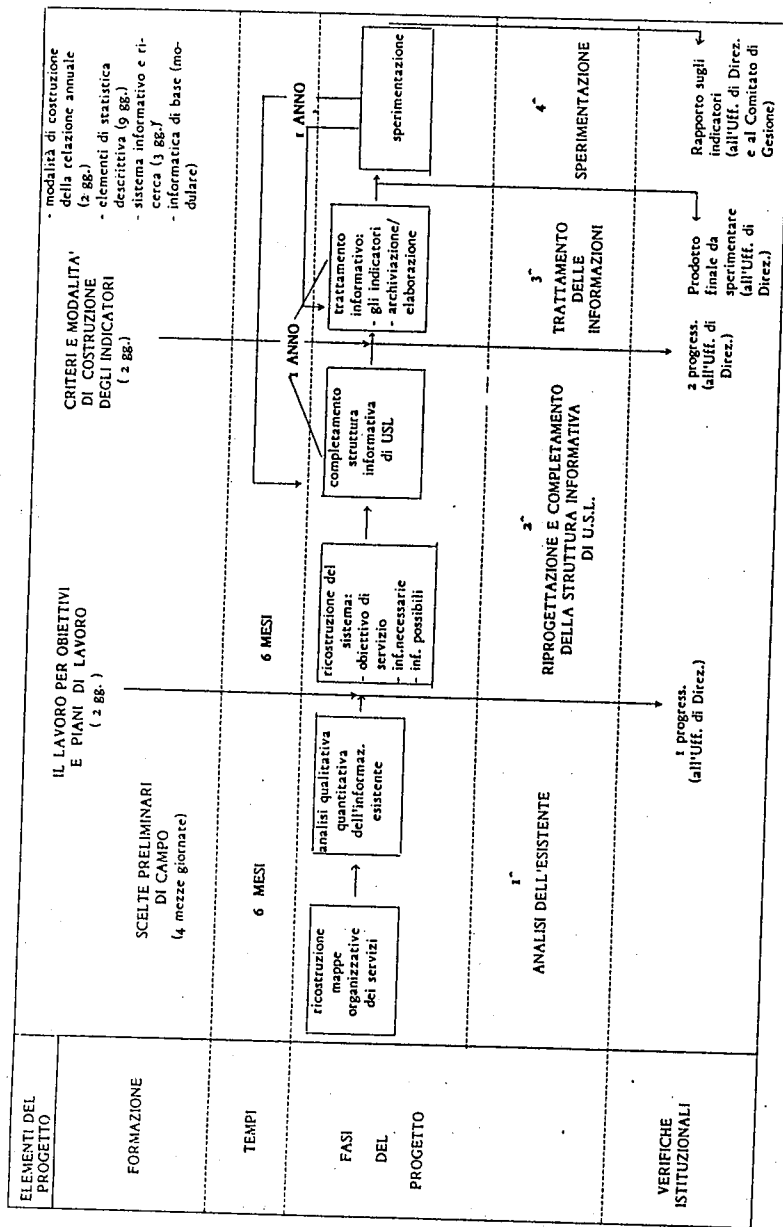 ELEMENTI DEL
PROGETTO
FORMAZIONE
SCELTE PRELIMINARI
DI CAMPO
(4 mezze giornate)
IL LAVORO PER OBIETTIVI
E PIANI DI LAVORO
( 2 gg. )
CRITERI E MODALITA'
DI COSTRUZIONE
DEGLI INDICATORI
( 2 gg.)
- modalità di costruzione
della relazione annuale
(2 gg.)
- elementi di statistica
descrittiva (9 gg.)
- sistema informativo e ri-
cerca (3 gg.)
- informatica di base (mo-
dulare)
TEMPI
6 MESI
6 MESI
1 ANNO
1 ANNO
FASI
DEL
PROGETTO
ricostruzione
mappe
organizzative
dei servizi
analisi qualitativa
quantitativa
dell'informaz.
esistente
ricostruzione del
sistema:
- obiettivo di
servizio
- inf.necessarie
- inf. possibili
completamento
struttura
informativa
di USL
trattamento
informativo:
- gli indicatori
- archiviazione/
elaborazione
sperimentazione
1^
ANALISI DELL'ESISTENTE
2^
RIPROGETTAZIONE E COMPLETAMENTO
DELLA STRUTTURA INFORMATIVA
DI U.S.L.
3^
TRATTAMENTO
DELLE
INFORMAZIONI
4^
SPERIMENTAZIONE
VERIFICHE
ISTITUZIONALI
1 progress.
(all'Uff. di Direz.)
2 progress.
(all'Uff. di
Direz.)
Prodotto
finale da
sperimentare
(all'Uff. di
Direz.)
Rapporto sugli
indicatori
(all'Uff. di Direz.
e al Comitato di
Gesione)